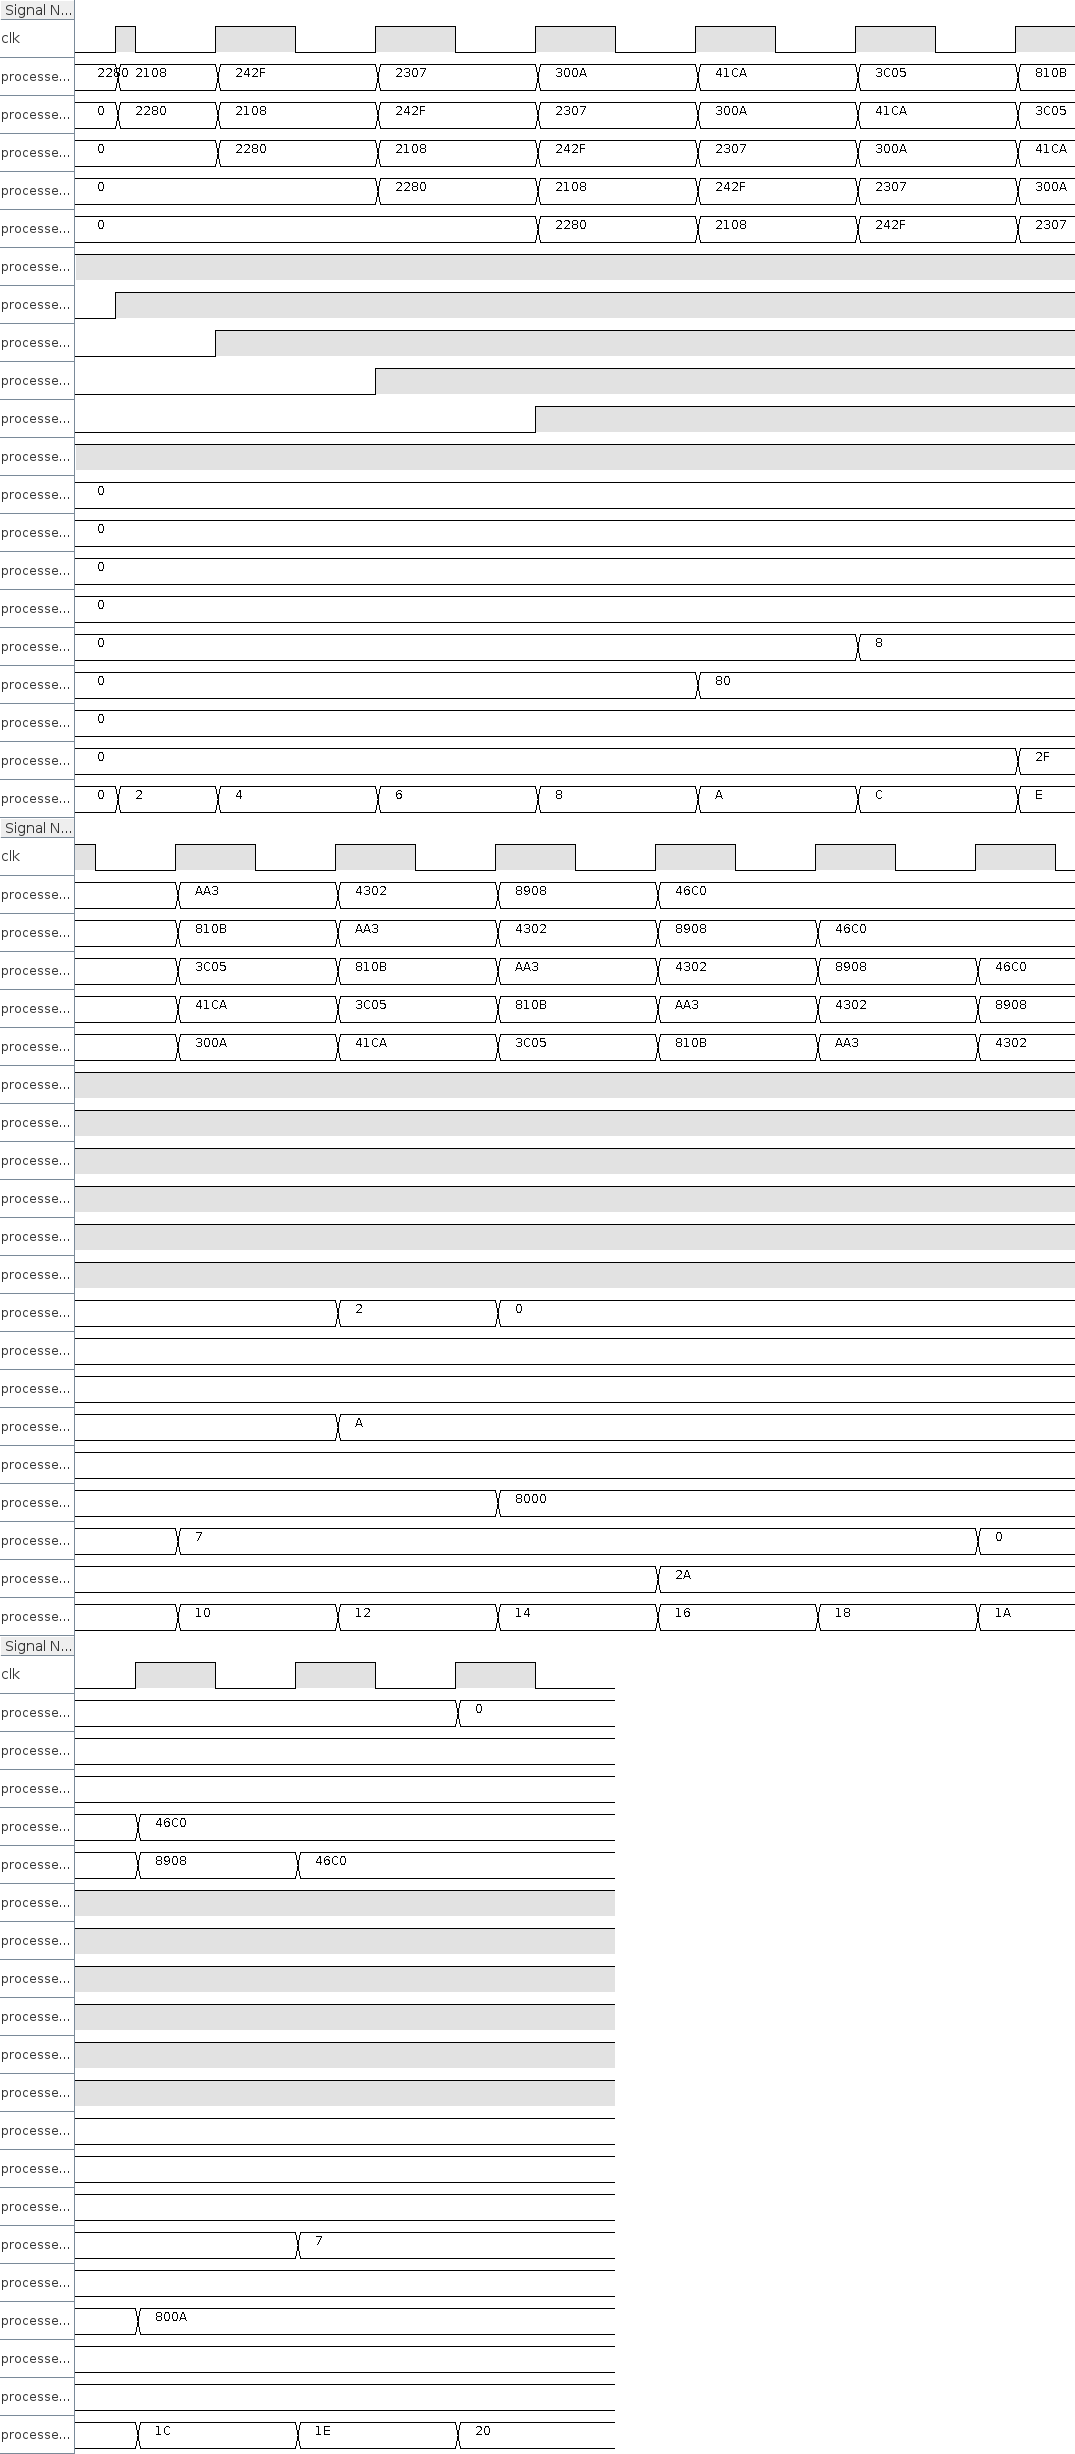 Signal N...
clk
processe... 2280 2108 242F 2307 300A 41CA 3C05 810B
processe... 0 2280 2108 242F 2307 300A 41CA 3C05
processe... 0 2280 2108 242F 2307 300A 41CA
processe... 0 2280 2108 242F 2307 300A
processe... 0 2280 2108 242F 2307
processe...
processe...
processe...
processe...
processe...
processe...
processe... 0
processe... 0
processe... 0
processe... 0
processe... 0 8
processe... 0 80
processe... 0
processe... 0 2F
processe... 0 2 4 6 8 A C E
Signal N...
clk
processe... AA3 4302 8908 46C0
processe... 810B AA3 4302 8908 46C0
processe... 3C05 810B AA3 4302 8908 46C0
processe... 41CA 3C05 810B AA3 4302 8908
processe... 300A 41CA 3C05 810B AA3 4302
processe...
processe...
processe...
processe...
processe...
processe...
processe... 2 0
processe...
processe...
processe... A
processe...
processe... 8000
processe... 7 0
processe... 2A
processe... 10 12 14 16 18 1A
Signal N...
clk
processe... 0
processe...
processe...
processe... 46C0
processe... 8908 46C0
processe...
processe...
processe...
processe...
processe...
processe...
processe...
processe...
processe...
processe... 7
processe...
processe... 800A
processe...
processe...
processe... 1C 1E 20